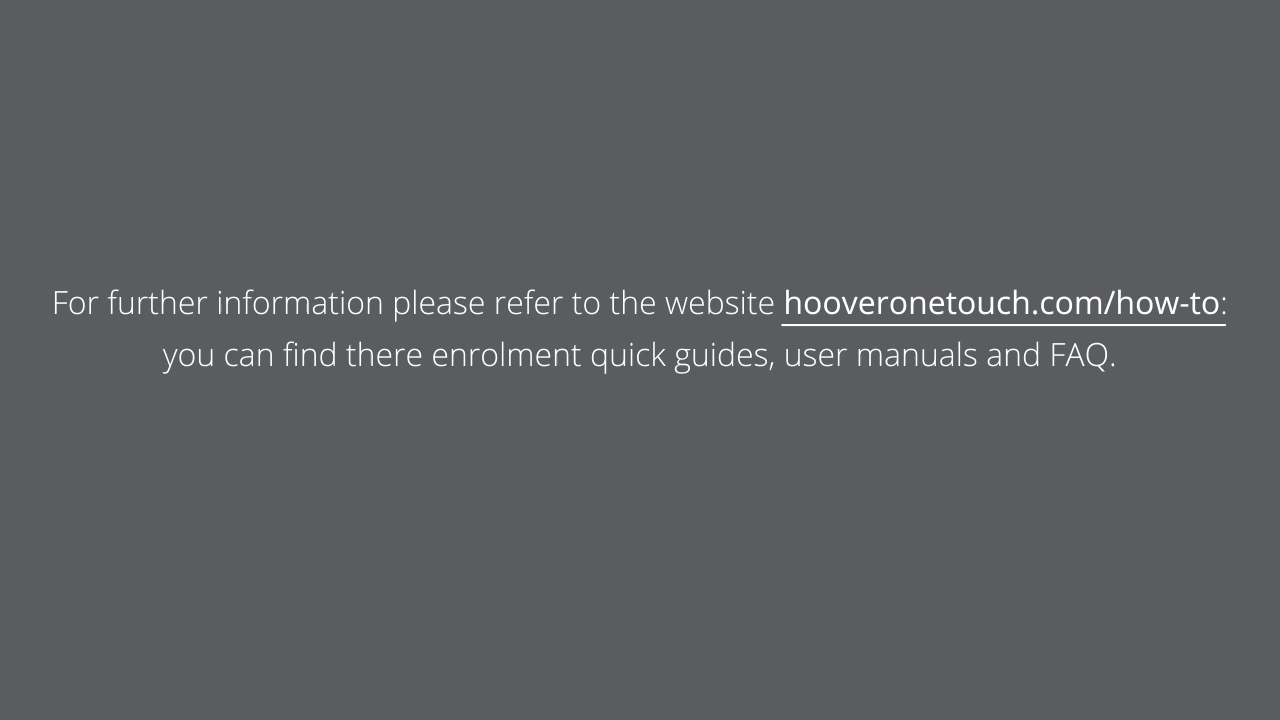 For further information please refer to the website hooveronetouch.com/how-to:
you can find there enrolment quick guides, user manuals and FAQ.